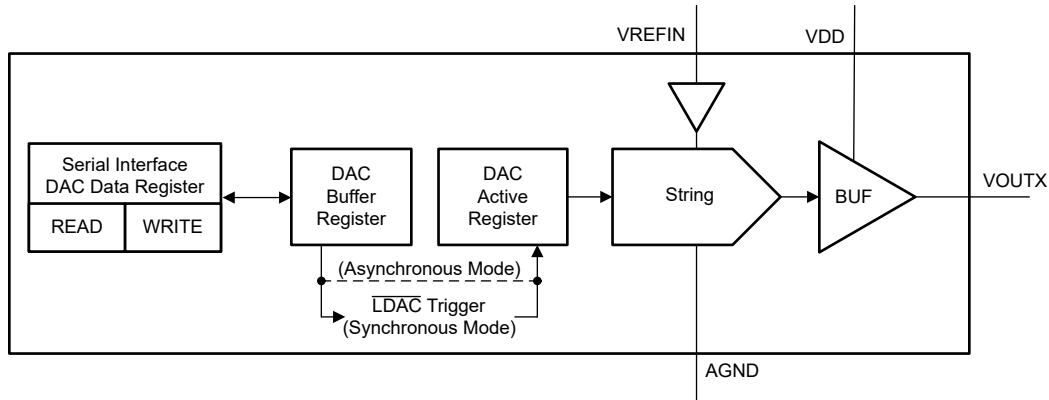 VREFIN
VDD
Serial Interface
DAC Data Register
READ
WRITE
DAC
Buffer
Register
DAC
Active
Register
String
BUF
VOUTX
(Asynchronous Mode)
LDAC Trigger
(Synchronous Mode)
AGND